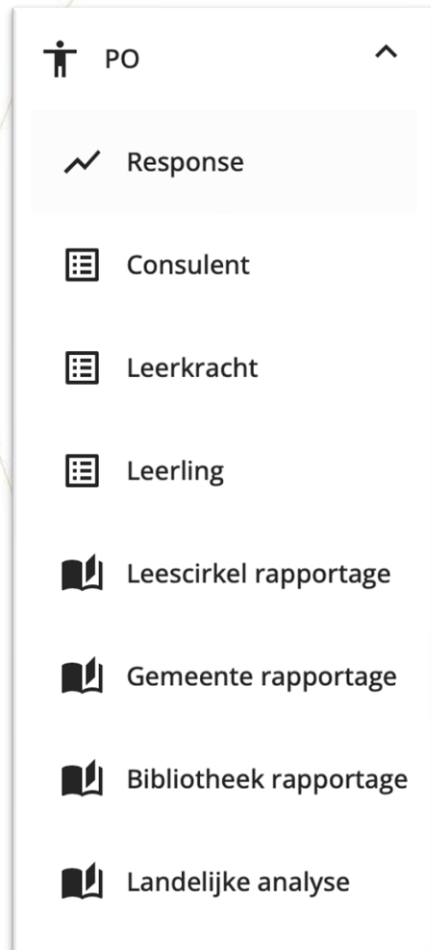 PO
Response
Consulent
Leerkracht
Leerling
Leescirkel rapportage
Gemeente rapportage
Bibliotheek rapportage
Landelijke analyse